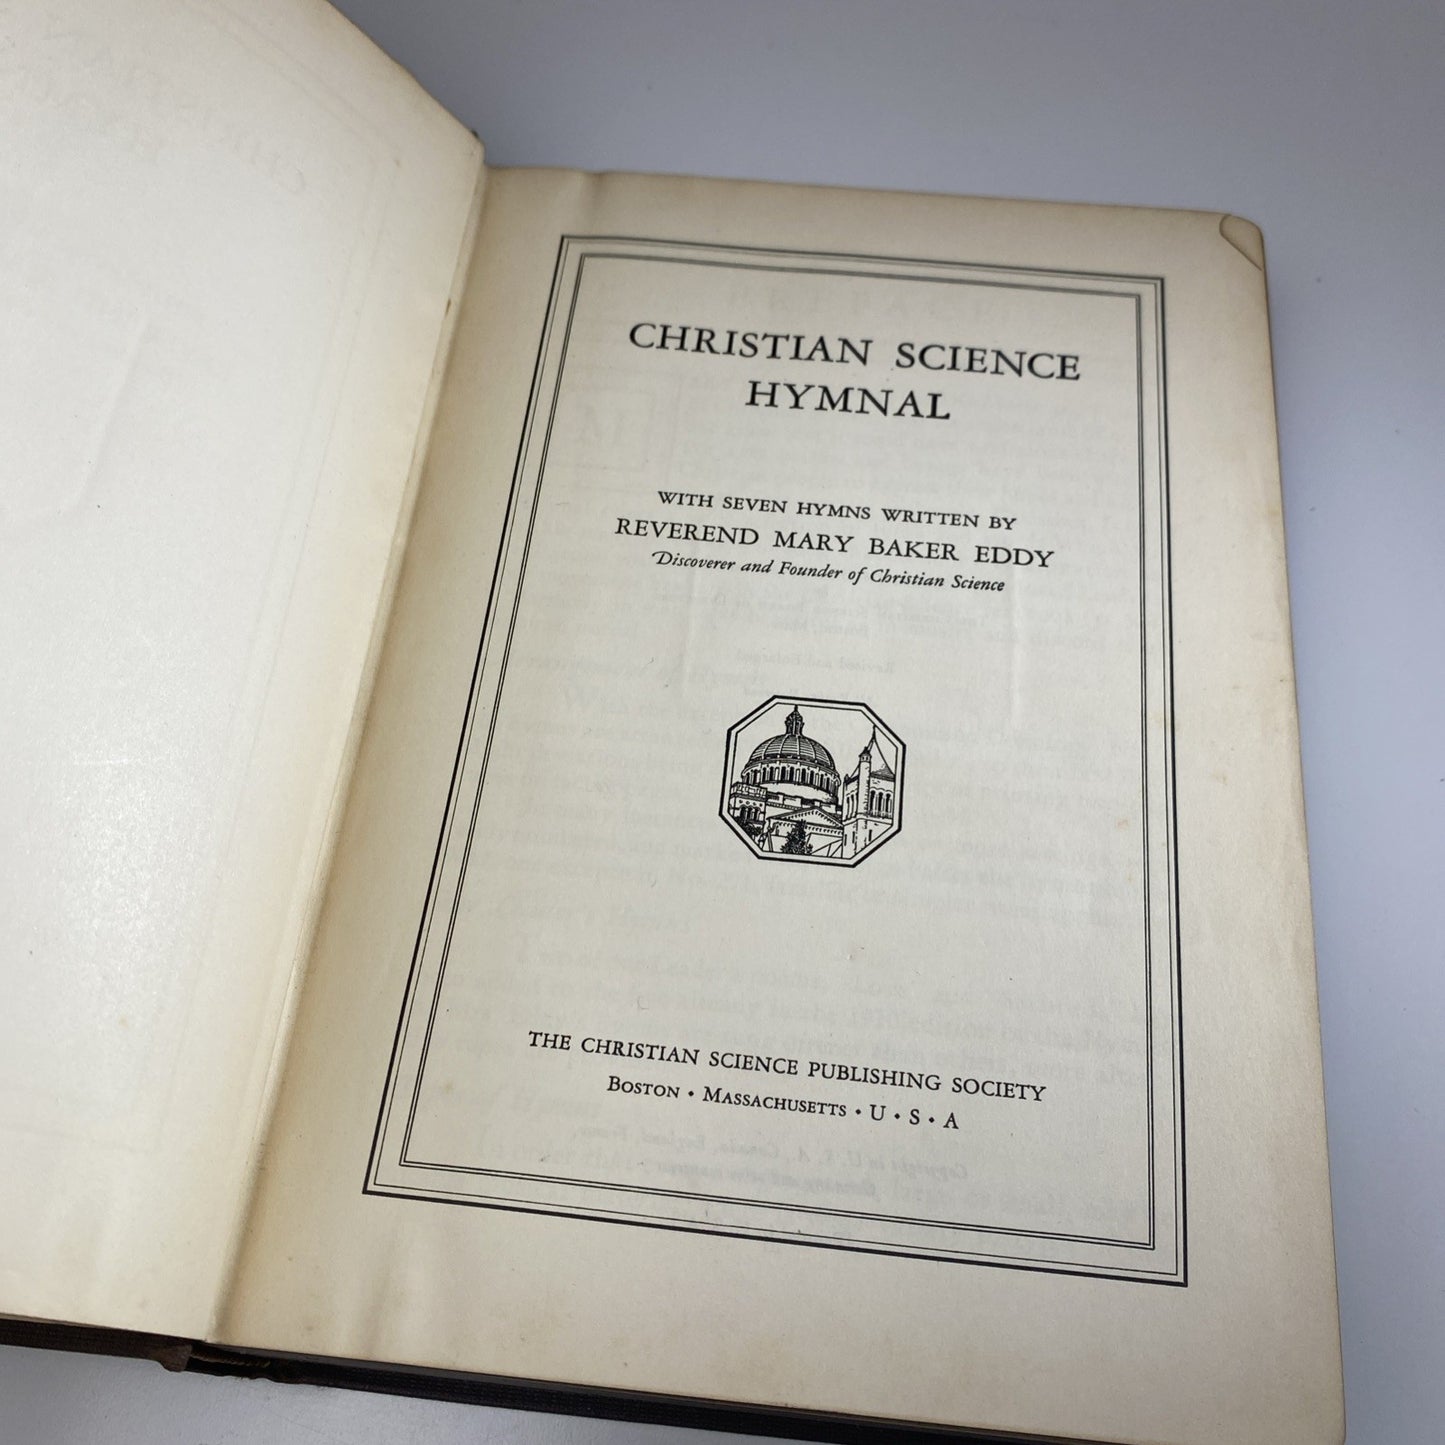 CHRISTIAN SCIENCE
HYMNAL
WITH SEVEN HYMNS WRITTEN BY
REVEREND MARY BAKER EDDY
Discoverer and Founder of Christian Science
THE CHRISTIAN SCIENCE PUBLISHING SOCIETY
BOSTON • MASSACHUSETTS • U • S • A